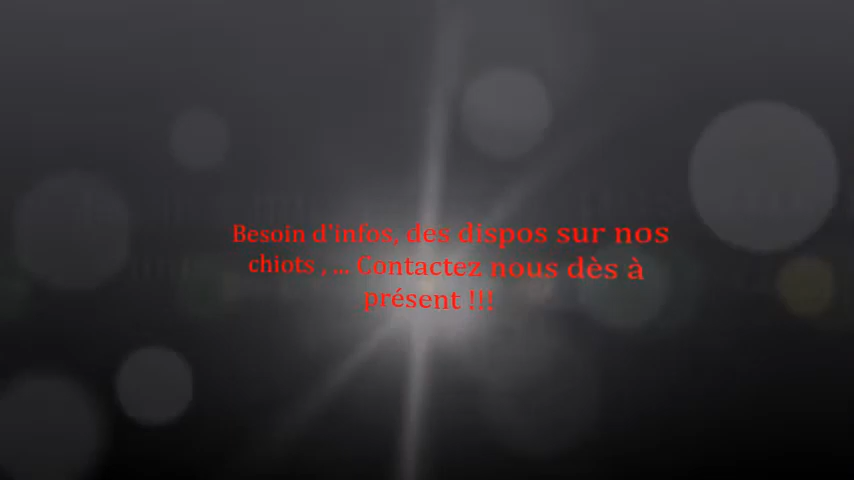 Besoin d'infos, des dispos sur nos
chiots , ... Contactez nous dès à
présent !!!